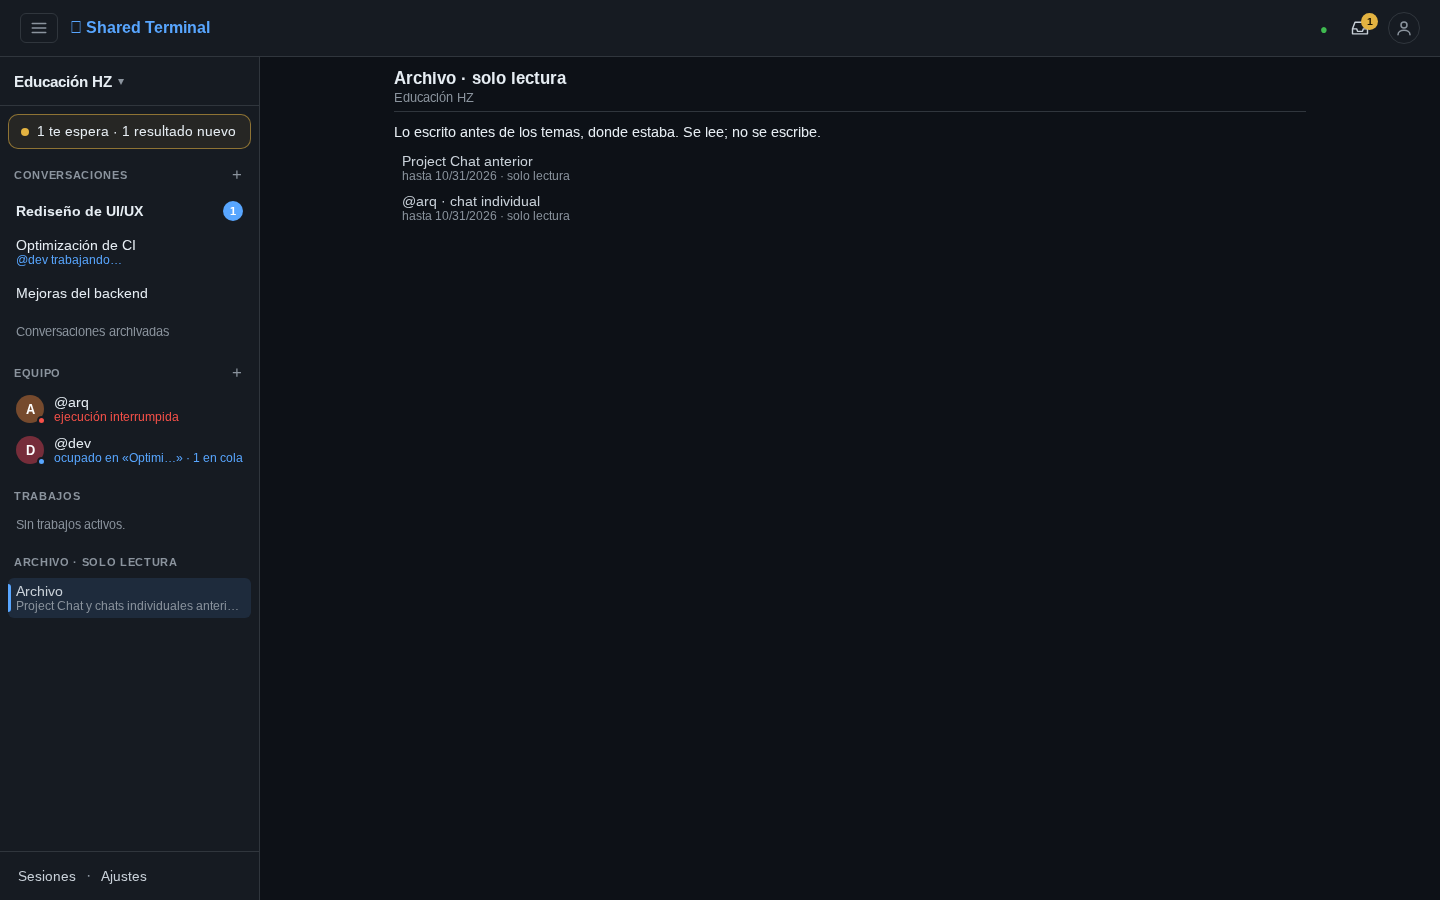 Shared Terminal
1
Educación HZ
1 te espera · 1 resultado nuevo
CONVERSACIONES
+
Rediseño de UI/UX
1
Optimización de CI
@dev trabajando…
Mejoras del backend
Conversaciones archivadas
EQUIPO
+
A
@arq
ejecución interrumpida
D
@dev
ocupado en «Optimi…» · 1 en cola
TRABAJOS
Sin trabajos activos.
ARCHIVO · SOLO LECTURA
Archivo
Project Chat y chats individuales anteri…
Sesiones · Ajustes
Archivo · solo lectura
Educación HZ
Lo escrito antes de los temas, donde estaba. Se lee; no se escribe.
Project Chat anterior
hasta 10/31/2026 · solo lectura
@arq · chat individual
hasta 10/31/2026 · solo lectura